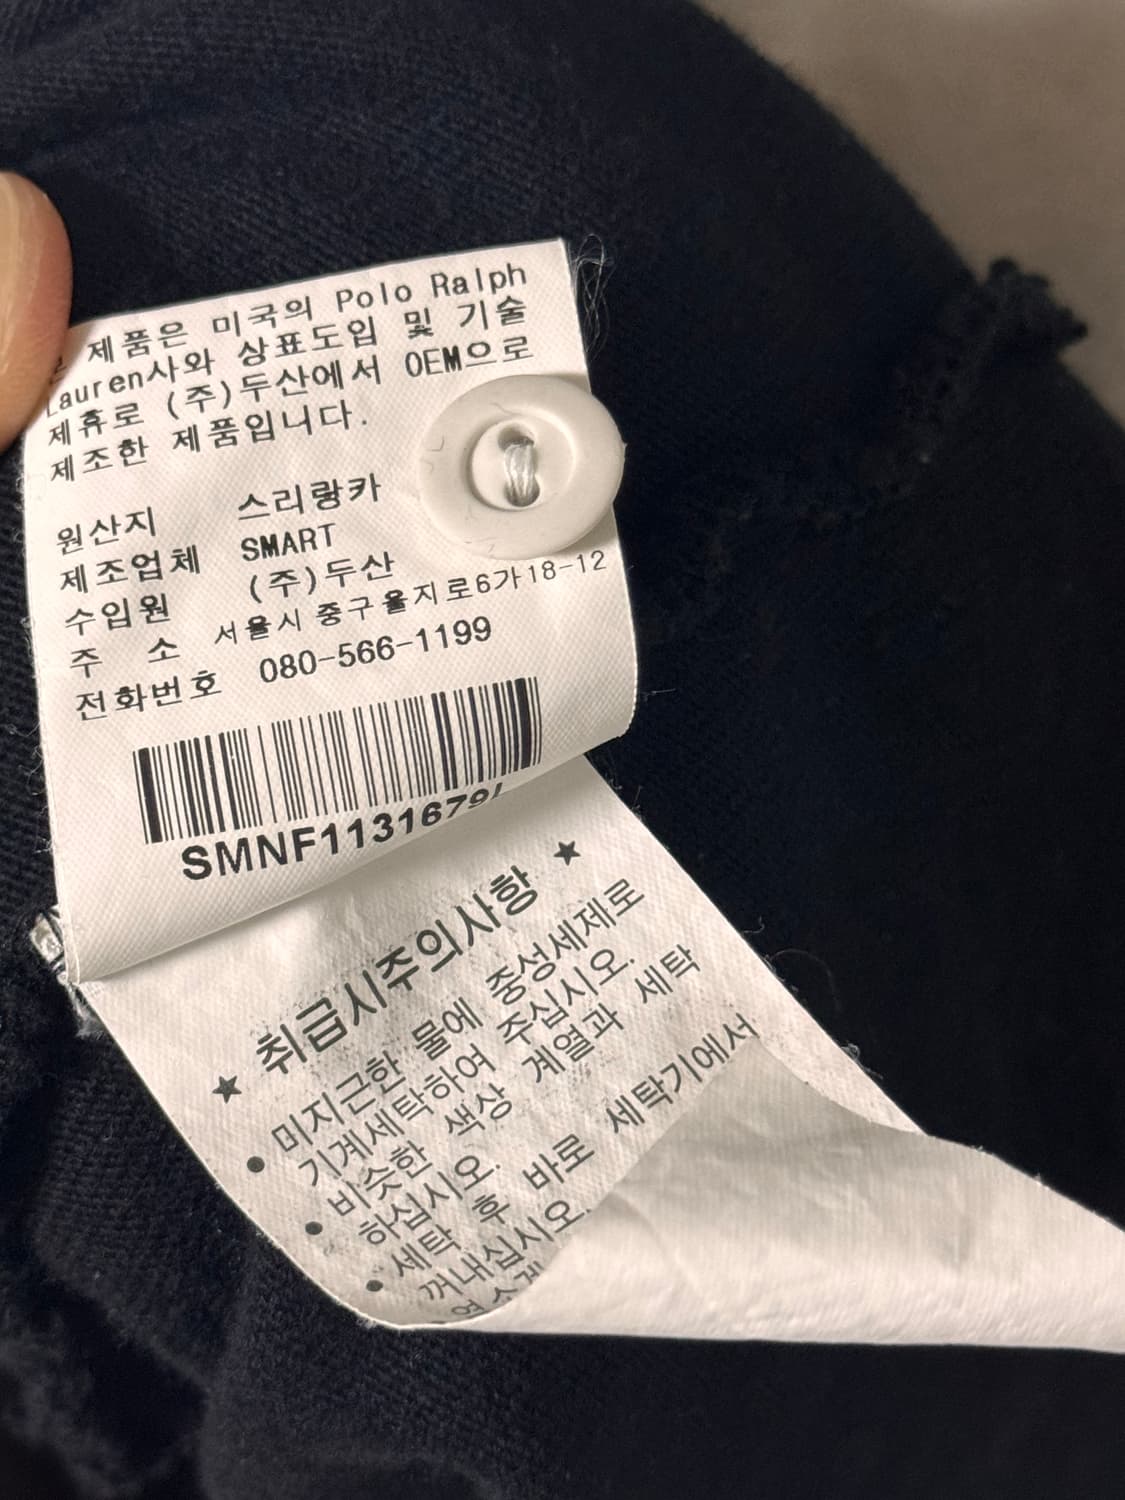 제품은 미국의 Polo Ralph
Lauren사와 상표도입 및 기술
제휴로 (주)두산에서 OEM으로
제조한 제품입니다.
원산지 스리랑카
제조업체 SMART
수입원 (주)두산
주 소 서울시 중구 을지로6가 18-12
전화번호 080-566-1199
SMNF1131679
★ 취급시주의사항 ★
• 미지근한 물에 중성세제로
기계세탁하여 주십시오.
• 비슷한 색상 계열과 세탁
하십시오.
• 세탁 후 바로 세탁기에서
꺼내십시오.